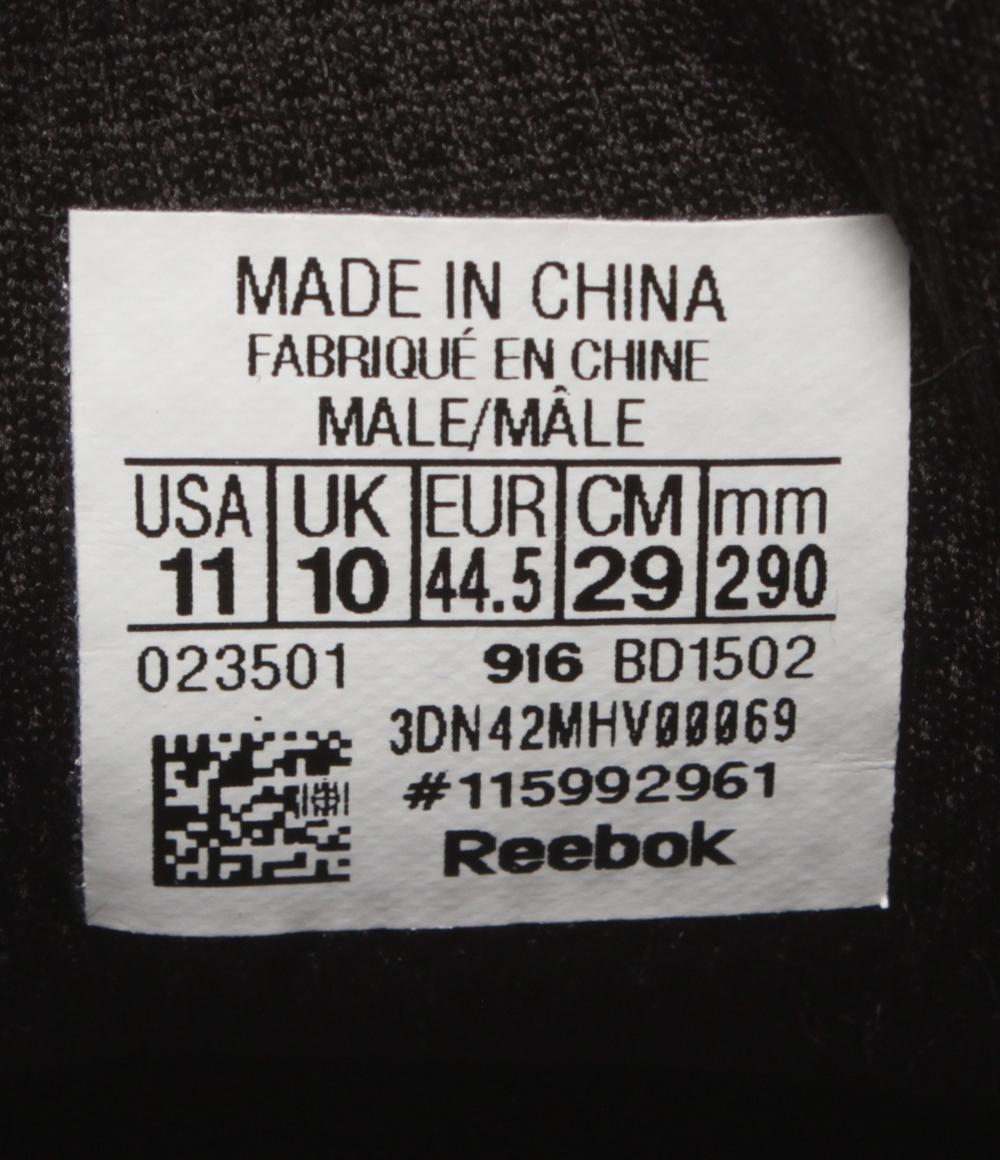 MADE IN CHINA
FABRIQUÉ EN CHINE
MALE/MÂLE
USA UK EUR CM mm
11 10 44.5 29 290
023501 916 BD1502
3DN42MHV00069
#115992961
Reebok